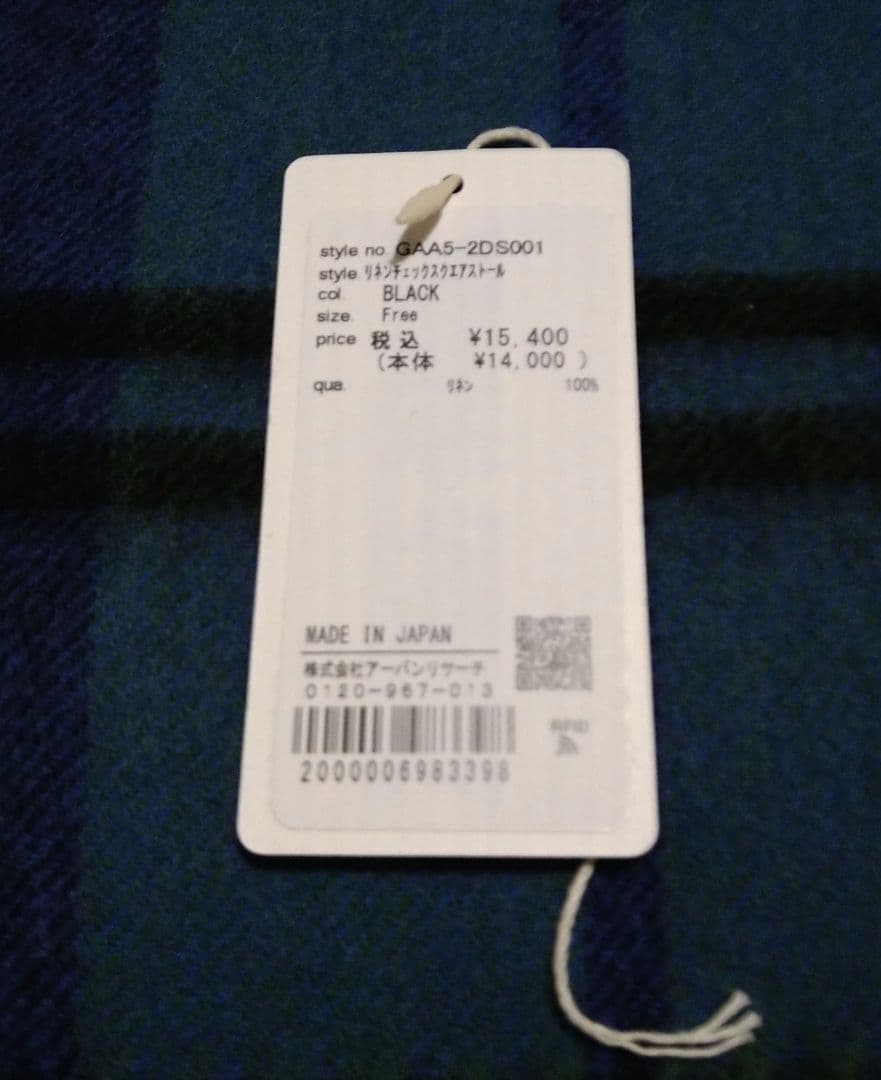 style no. GAA5-2DS001
style. ﾘﾈﾝﾁｪｯｸｽｸｴｱｽﾄｰﾙ
col. BLACK
size. Free
price 税込 ¥15,400
(本体 ¥14,000 )
qua. ﾘﾈﾝ 100%
MADE IN JAPAN
株式会社アーバンリサーチ
0120-967-013
2000006983398